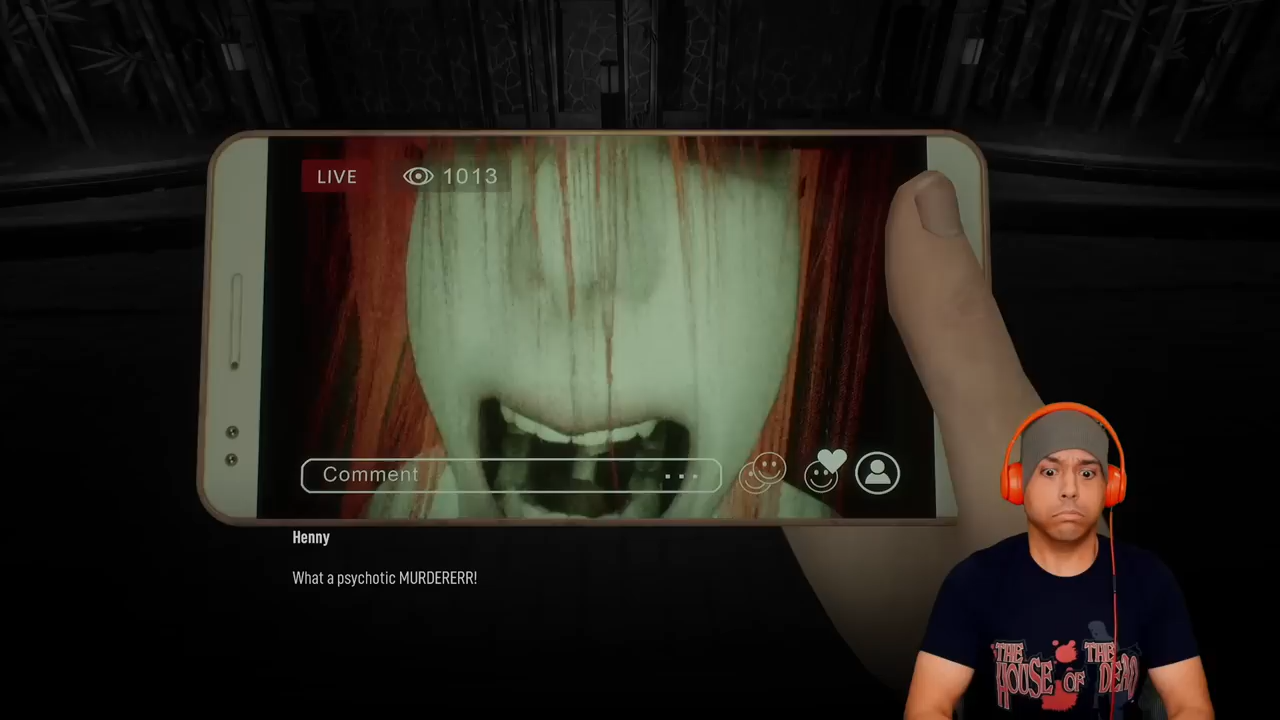 LIVE 1013
Comment ...
Henny
What a psychotic MURDERERR!
THE THE
HOUSE OF DEAD